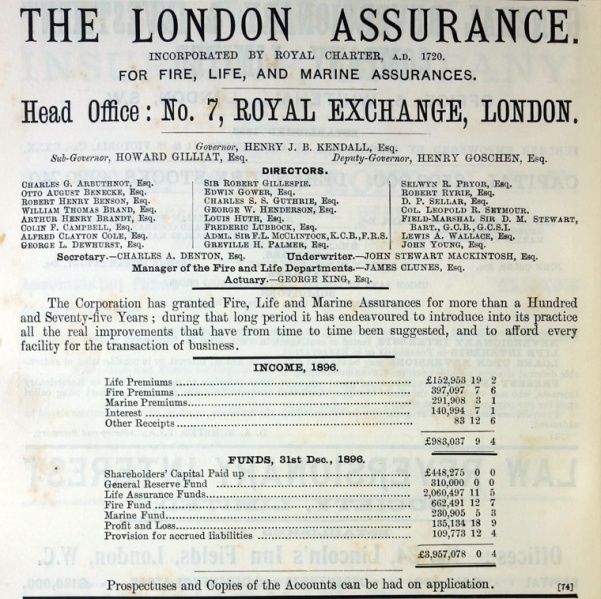 THE LONDON ASSURANCE.
INCORPORATED BY ROYAL CHARTER, A.D. 1720.
FOR FIRE, LIFE, AND MARINE ASSURANCES.
Head Office: No. 7, ROYAL EXCHANGE, LONDON.
Governor, HENRY J. B. KENDALL, Esq.
Sub-Governor, HOWARD GILLIAT, Esq. Deputy-Governor, HENRY GOSCHEN, Esq.
DIRECTORS.
CHARLES G. ARBUTHNOT, Esq.
OTTO AUGUST BENECKE, Esq.
ROBERT HENRY BENSON, Esq.
WILLIAM THOMAS BRAND, Esq.
ARTHUR HENRY BRANDT, Esq.
COLIN F. CAMPBELL, Esq.
ALFRED CLAYTON COLE, Esq.
GEORGE L. DEWHURST, Esq.
SIR ROBERT GILLESPIE.
EDWIN GOWER, Esq.
CHARLES S. S. GUTHRIE, Esq.
GEORGE W. HENDERSON, Esq.
LOUIS HUTH, Esq.
FREDERIC LUBBOCK, Esq.
ADML. SIR F.L. McCLINTOCK, K.C.B., F.R.S.
GREVILLE H. PALMER, Esq.
SELWYN R. PRYOR, Esq.
ROBERT RYRIE, Esq.
D. P. SELLAR, Esq.
COL. LEOPOLD R. SEYMOUR.
FIELD-MARSHAL SIR D. M. STEWART,
BART., G.C.B., G.C.S.I.
LEWIS A. WALLACE, Esq.
JOHN YOUNG, Esq.
Secretary.—CHARLES A. DENTON, Esq. Underwriter.—JOHN STEWART MACKINTOSH, Esq.
Manager of the Fire and Life Departments.—JAMES CLUNES, Esq.
Actuary.—GEORGE KING, Esq.
The Corporation has granted Fire, Life and Marine Assurances for more than a Hundred
and Seventy-five Years; during that long period it has endeavoured to introduce into its practice
all the real improvements that have from time to time been suggested, and to afford every
facility for the transaction of business.
INCOME, 1896.
Life Premiums £152,953 19 2
Fire Premiums 397,097 7 6
Marine Premiums 291,908 3 1
Interest 140,994 7 1
Other Receipts 83 12 6
£983,037 9 4
FUNDS, 31st Dec., 1896.
Shareholders' Capital Paid up £448,275 0 0
General Reserve Fund 310,000 0 0
Life Assurance Funds 2,060,497 11 5
Fire Fund 662,491 12 7
Marine Fund 230,905 5 3
Profit and Loss 135,134 18 9
Provision for accrued liabilities 109,773 12 4
£3,957,078 0 4
Prospectuses and Copies of the Accounts can be had on application. [74]